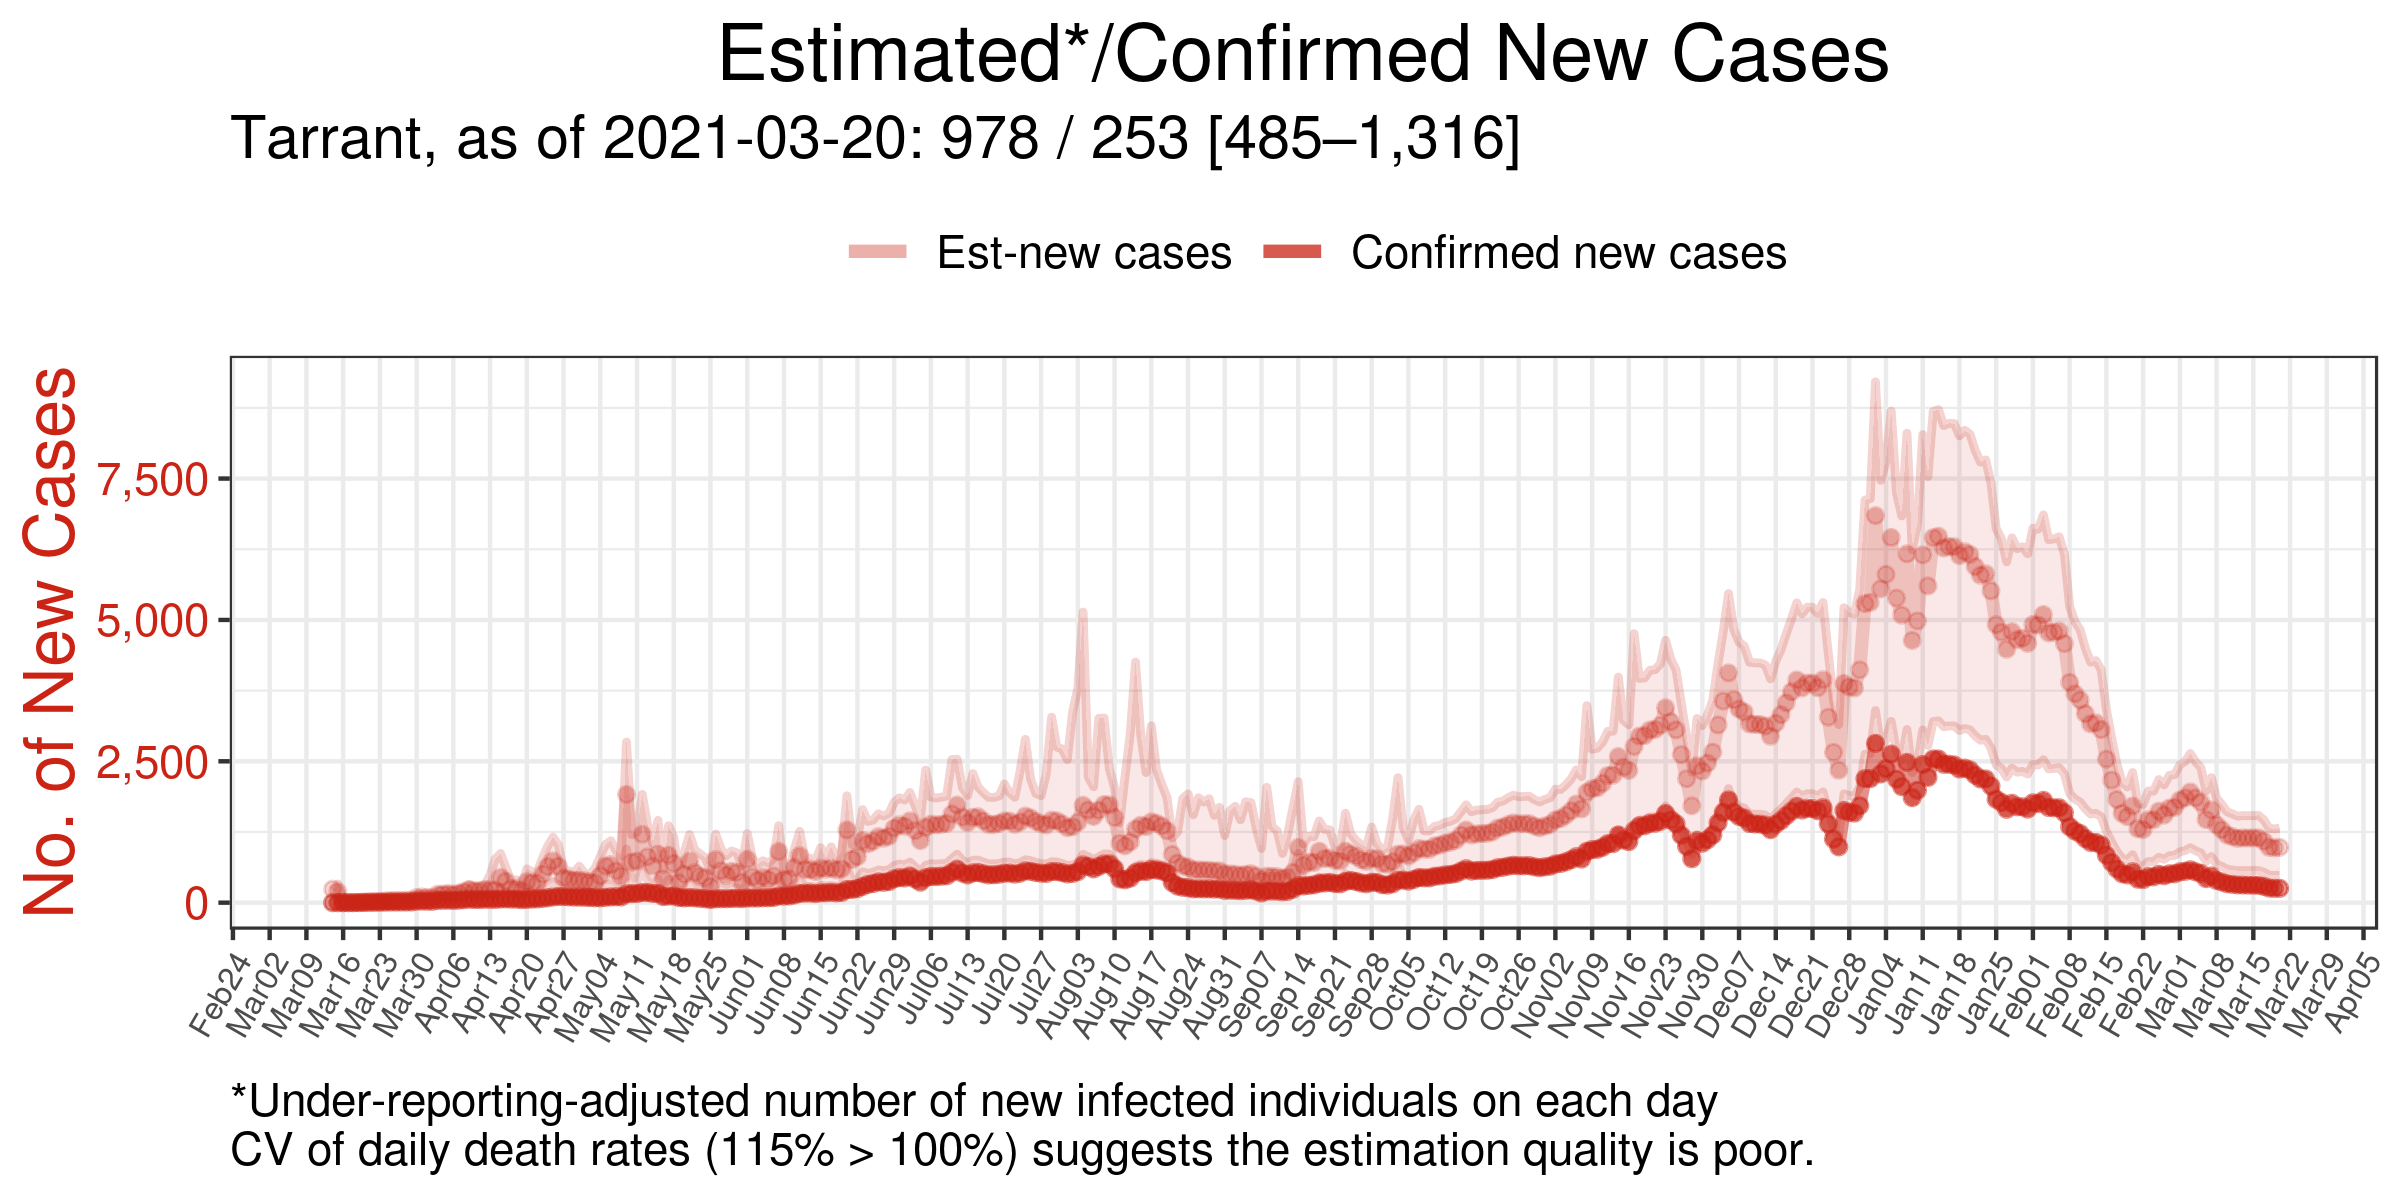 Estimated*/Confirmed New Cases
Tarrant, as of 2021-03-20: 978 / 253 [485–1,316]
Est-new cases
Confirmed new cases
No. of New Cases
7,500
5,000
2,500
0
Feb24
Mar02
Mar09
Mar16
Mar23
Mar30
Apr06
Apr13
Apr20
Apr27
May04
May11
May18
May25
Jun01
Jun08
Jun15
Jun22
Jun29
Jul06
Jul13
Jul20
Jul27
Aug03
Aug10
Aug17
Aug24
Aug31
Sep07
Sep14
Sep21
Sep28
Oct05
Oct12
Oct19
Oct26
Nov02
Nov09
Nov16
Nov23
Nov30
Dec07
Dec14
Dec21
Dec28
Jan04
Jan11
Jan18
Jan25
Feb01
Feb08
Feb15
Feb22
Mar01
Mar08
Mar15
Mar22
Mar29
Apr05
*Under-reporting-adjusted number of new infected individuals on each day
CV of daily death rates (115% > 100%) suggests the estimation quality is poor.